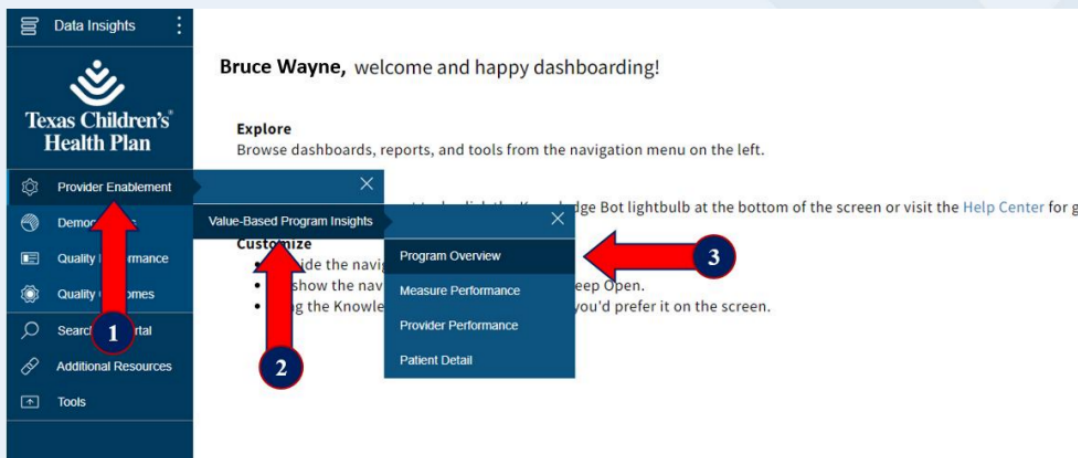 Data Insights
Texas Children's®
Health Plan
Provider Enablement
Quality
Quality
Additional Resources
Tools
1
Value-Based Program Insights
2
Program Overview
Measure Performance
Provider Performance
Patient Detail
3
Bruce Wayne, welcome and happy dashboarding!
Explore
Browse dashboards, reports, and tools from the navigation menu on the left.
Bot lightbulb at the bottom of the screen or visit the Help Center for
Customize
the
show the
the
Open.
you'd prefer it on the screen.